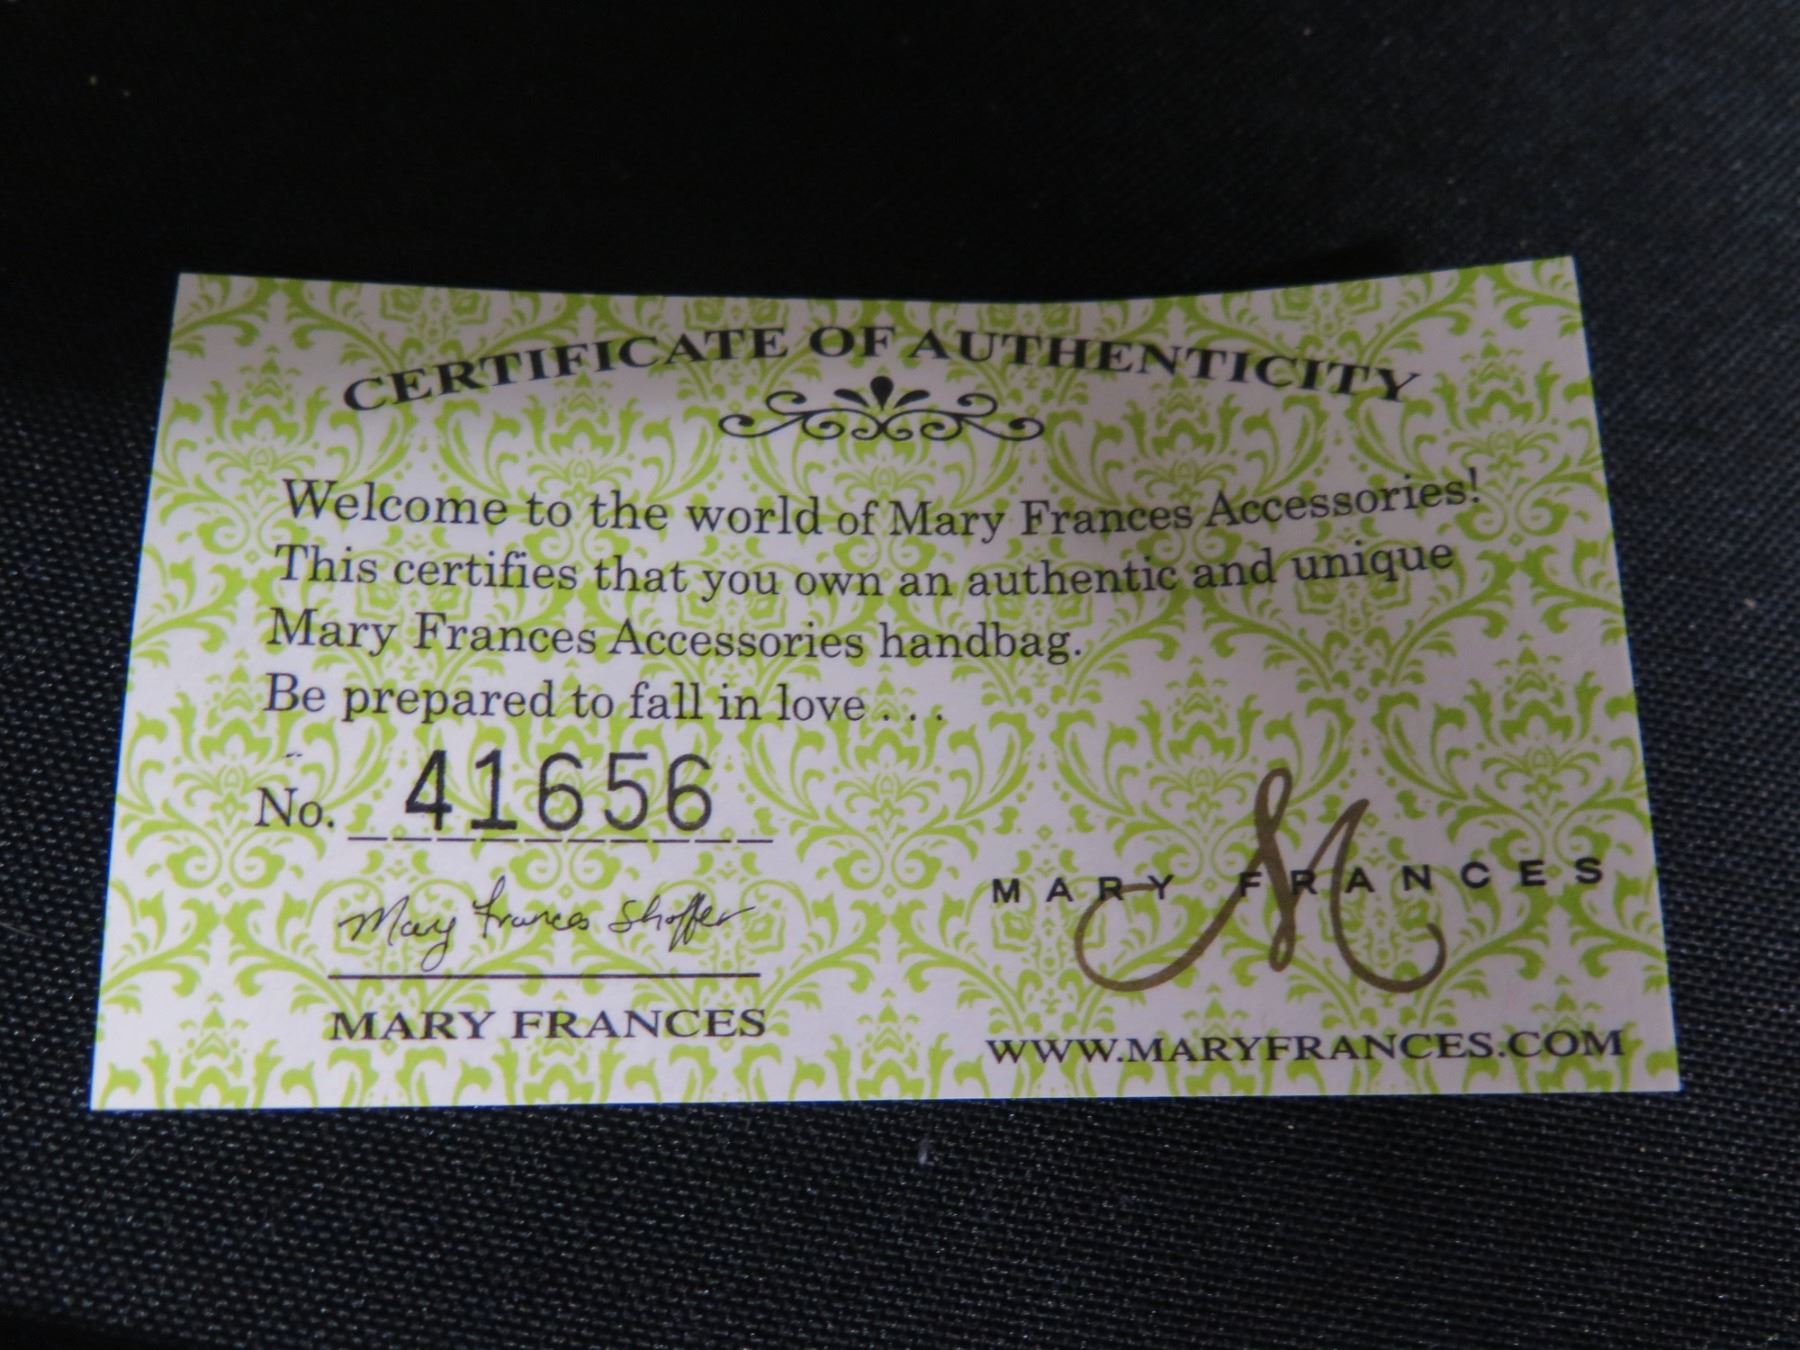 CERTIFICATE OF AUTHENTICITY
Welcome to the world of Mary Frances Accessories!
This certifies that you own an authentic and unique
Mary Frances Accessories handbag.
Be prepared to fall in love . . .
No. 41656
Mary Frances Shaffer
MARY FRANCES
M
MARY FRANCES
WWW.MARYFRANCES.COM